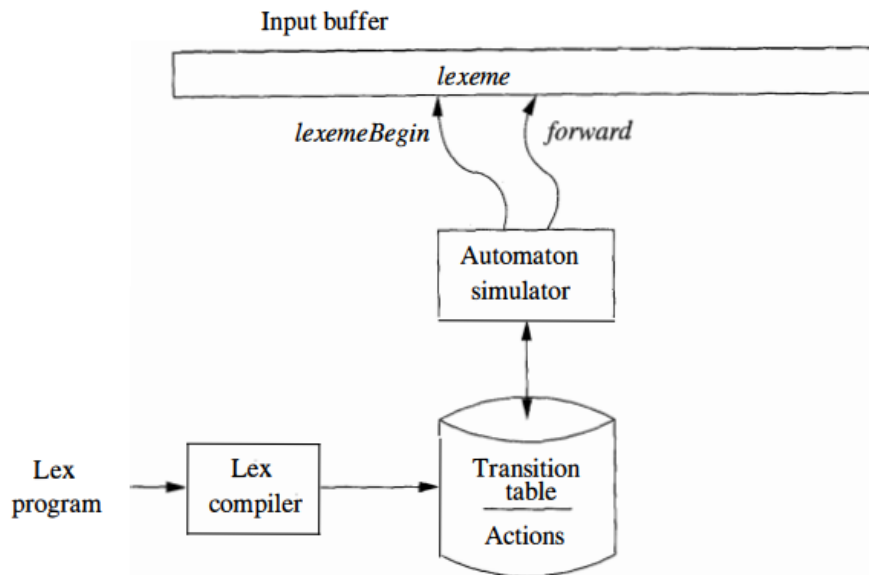 Input buffer
lexeme
lexemeBegin
forward
Automaton
simulator
Lex
program
Lex
compiler
Transition
table
Actions